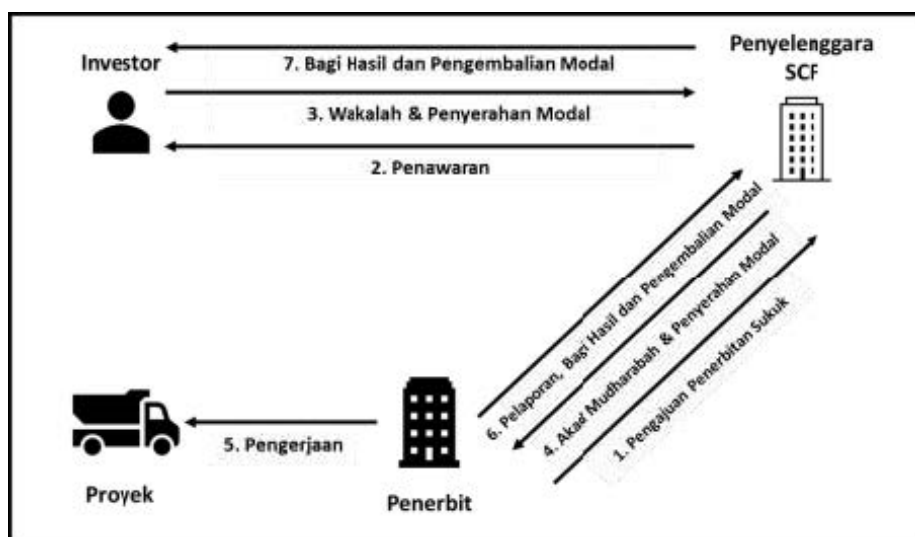 Investor
7. Bagi Hasil dan Pengembalian Modal
Penyelenggara
SCF
3. Wakalah & Penyerahan Modal
2. Penawaran
6. Pelaporan, Bagi Hasil dan Pengembalian Modal
4. Akad Mudharabah & Penyerahan Modal
1. Pengajuan Penerbitan Sukuk
5. Pengerjaan
Proyek
Penerbit